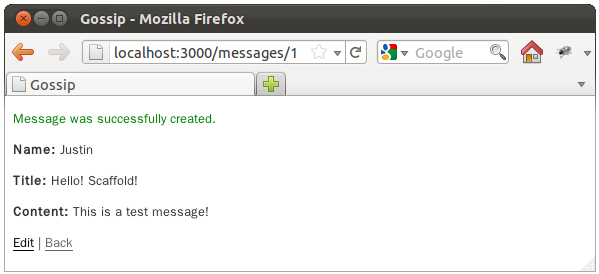 Gossip - Mozilla Firefox
localhost:3000/messages/1
Google
Gossip
Message was successfully created.
Name: Justin
Title: Hello! Scaffold!
Content: This is a test message!
Edit | Back